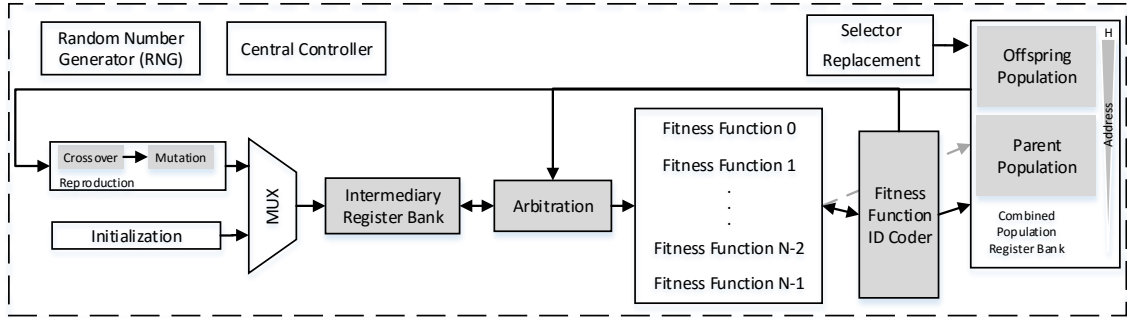 Random Number
Generator (RNG)
Central Controller
Selector
Replacement
H
Offspring
Population
Address
Parent
Population
Combined
Population
Register Bank
Crossover
Mutation
Reproduction
Initialization
MUX
Intermediary
Register Bank
Arbitration
Fitness Function 0
Fitness Function 1
.
.
.
Fitness Function N-2
Fitness Function N-1
Fitness
Function
ID Coder